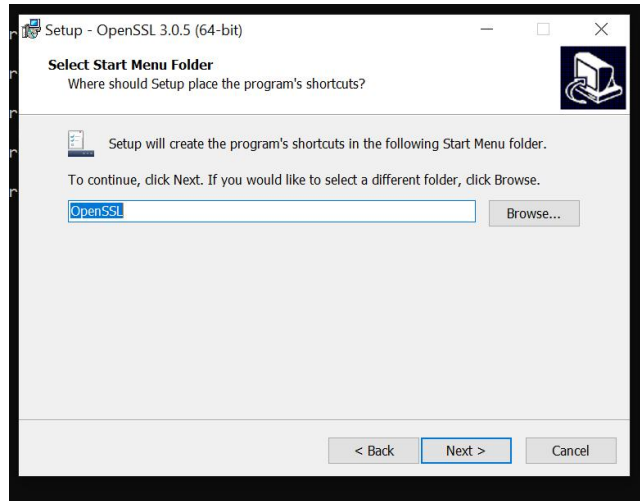 Setup - OpenSSL 3.0.5 (64-bit)
Select Start Menu Folder
Where should Setup place the program's shortcuts?
Setup will create the program's shortcuts in the following Start Menu folder.
To continue, click Next. If you would like to select a different folder, click Browse.
OpenSSL
Browse...
< Back
Next >
Cancel